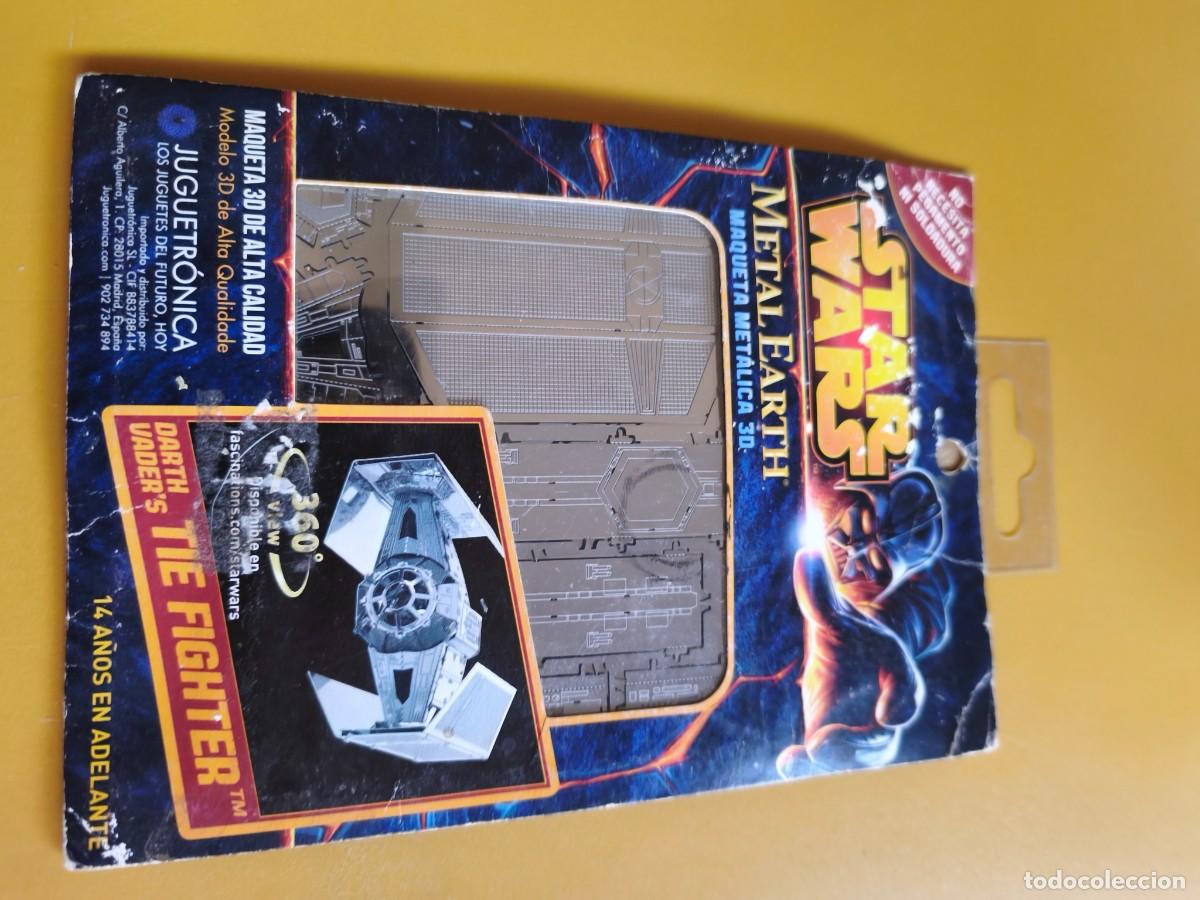 NO
NECESITA
PEGAMENTO
NI SOLDADURA
STAR
WARS™
METAL EARTH®
MAQUETA METÁLICA 3D
MAQUETA 3D DE ALTA CALIDAD
Modelo 3D de Alta Qualidade
JUGUETRÓNICA
LOS JUGUETES DEL FUTURO, HOY
Importado y distribuido por:
Juguetrónica SL - CIF B83788414
C/ Alberto Aguilera, 1. CP: 28015 Madrid, España
Juguetronica.com | 902 734 894
360°
view
Disponible en
fascinations.com/starwars
DARTH
VADER'S
TIE FIGHTER™
14 AÑOS EN ADELANTE
todocoleccion